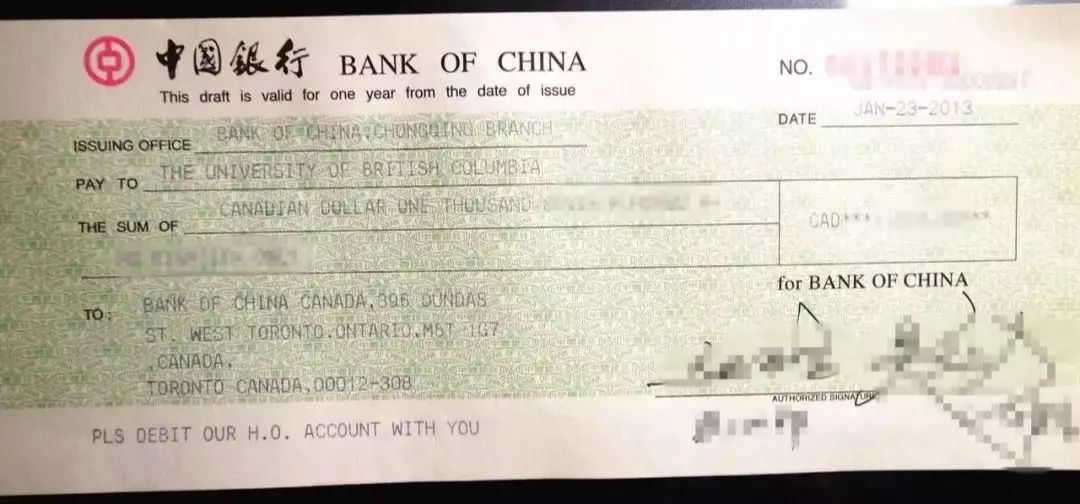 中國銀行 BANK OF CHINA
This draft is valid for one year from the date of issue
NO.
DATE JAN-23-2013
ISSUING OFFICE BANK OF CHINA,CHONGQING BRANCH
PAY TO THE UNIVERSITY OF BRITISH COLUMBIA
THE SUM OF CANADIAN DOLLAR ONE THOUSAND
CAD***
**
for BANK OF CHINA
TO: BANK OF CHINA CANADA,396 DUNDAS
ST. WEST TORONTO.ONTARIO.M5T 1G7
,CANADA.
TORONTO CANADA,00012-308
AUTHORIZED SIGNATURE
PLS DEBIT OUR H.O. ACCOUNT WITH YOU